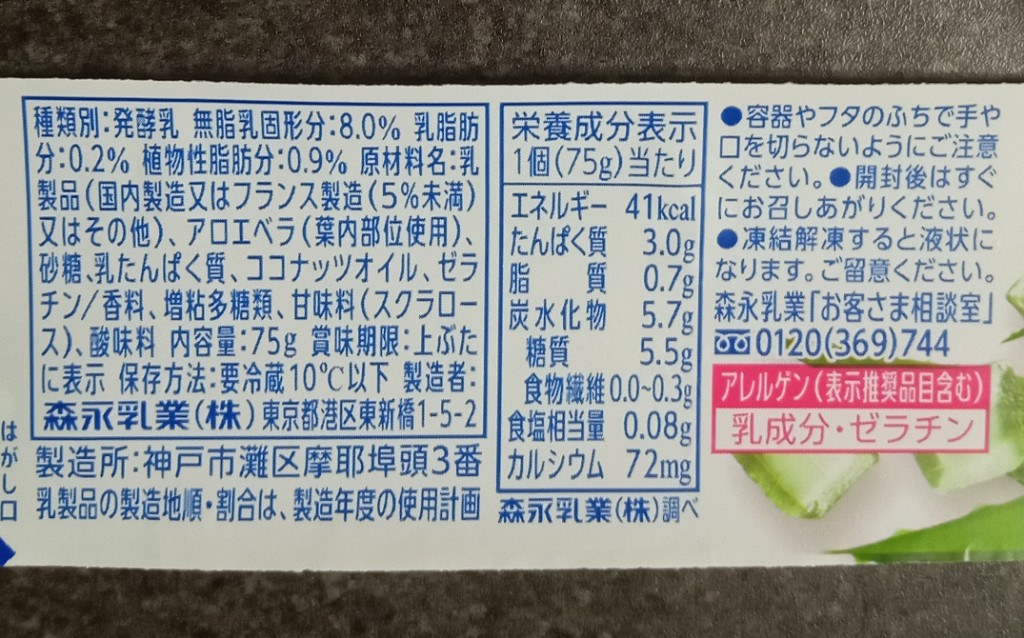 種類別:発酵乳 無脂乳固形分:8.0% 乳脂肪
分:0.2% 植物性脂肪分:0.9% 原材料名:乳
製品(国内製造又はフランス製造(5%未満)
又はその他)、アロエベラ(葉内部位使用)、
砂糖、乳たんぱく質、ココナッツオイル、ゼラ
チン/香料、増粘多糖類、甘味料(スクラロー
ス)、酸味料 内容量:75g 賞味期限:上ぶた
に表示 保存方法:要冷蔵10℃以下 製造者:
森永乳業(株)東京都港区東新橋1-5-2
製造所:神戸市灘区摩耶埠頭3番
乳製品の製造地順・割合は、製造年度の使用計画
はがし口
栄養成分表示
1個(75g)当たり
エネルギー 41kcal
たんぱく質 3.0g
脂質 0.7g
炭水化物 5.7g
糖質 5.5g
食物繊維 0.0~0.3g
食塩相当量 0.08g
カルシウム 72mg
森永乳業(株)調べ
●容器やフタのふちで手や
口を切らないようにご注意
ください。●開封後はすぐ
にお召しあがりください。
●凍結解凍すると液状に
なります。ご留意ください。
森永乳業「お客さま相談室」
0120(369)744
アレルゲン(表示推奨品目含む)
乳成分・ゼラチン